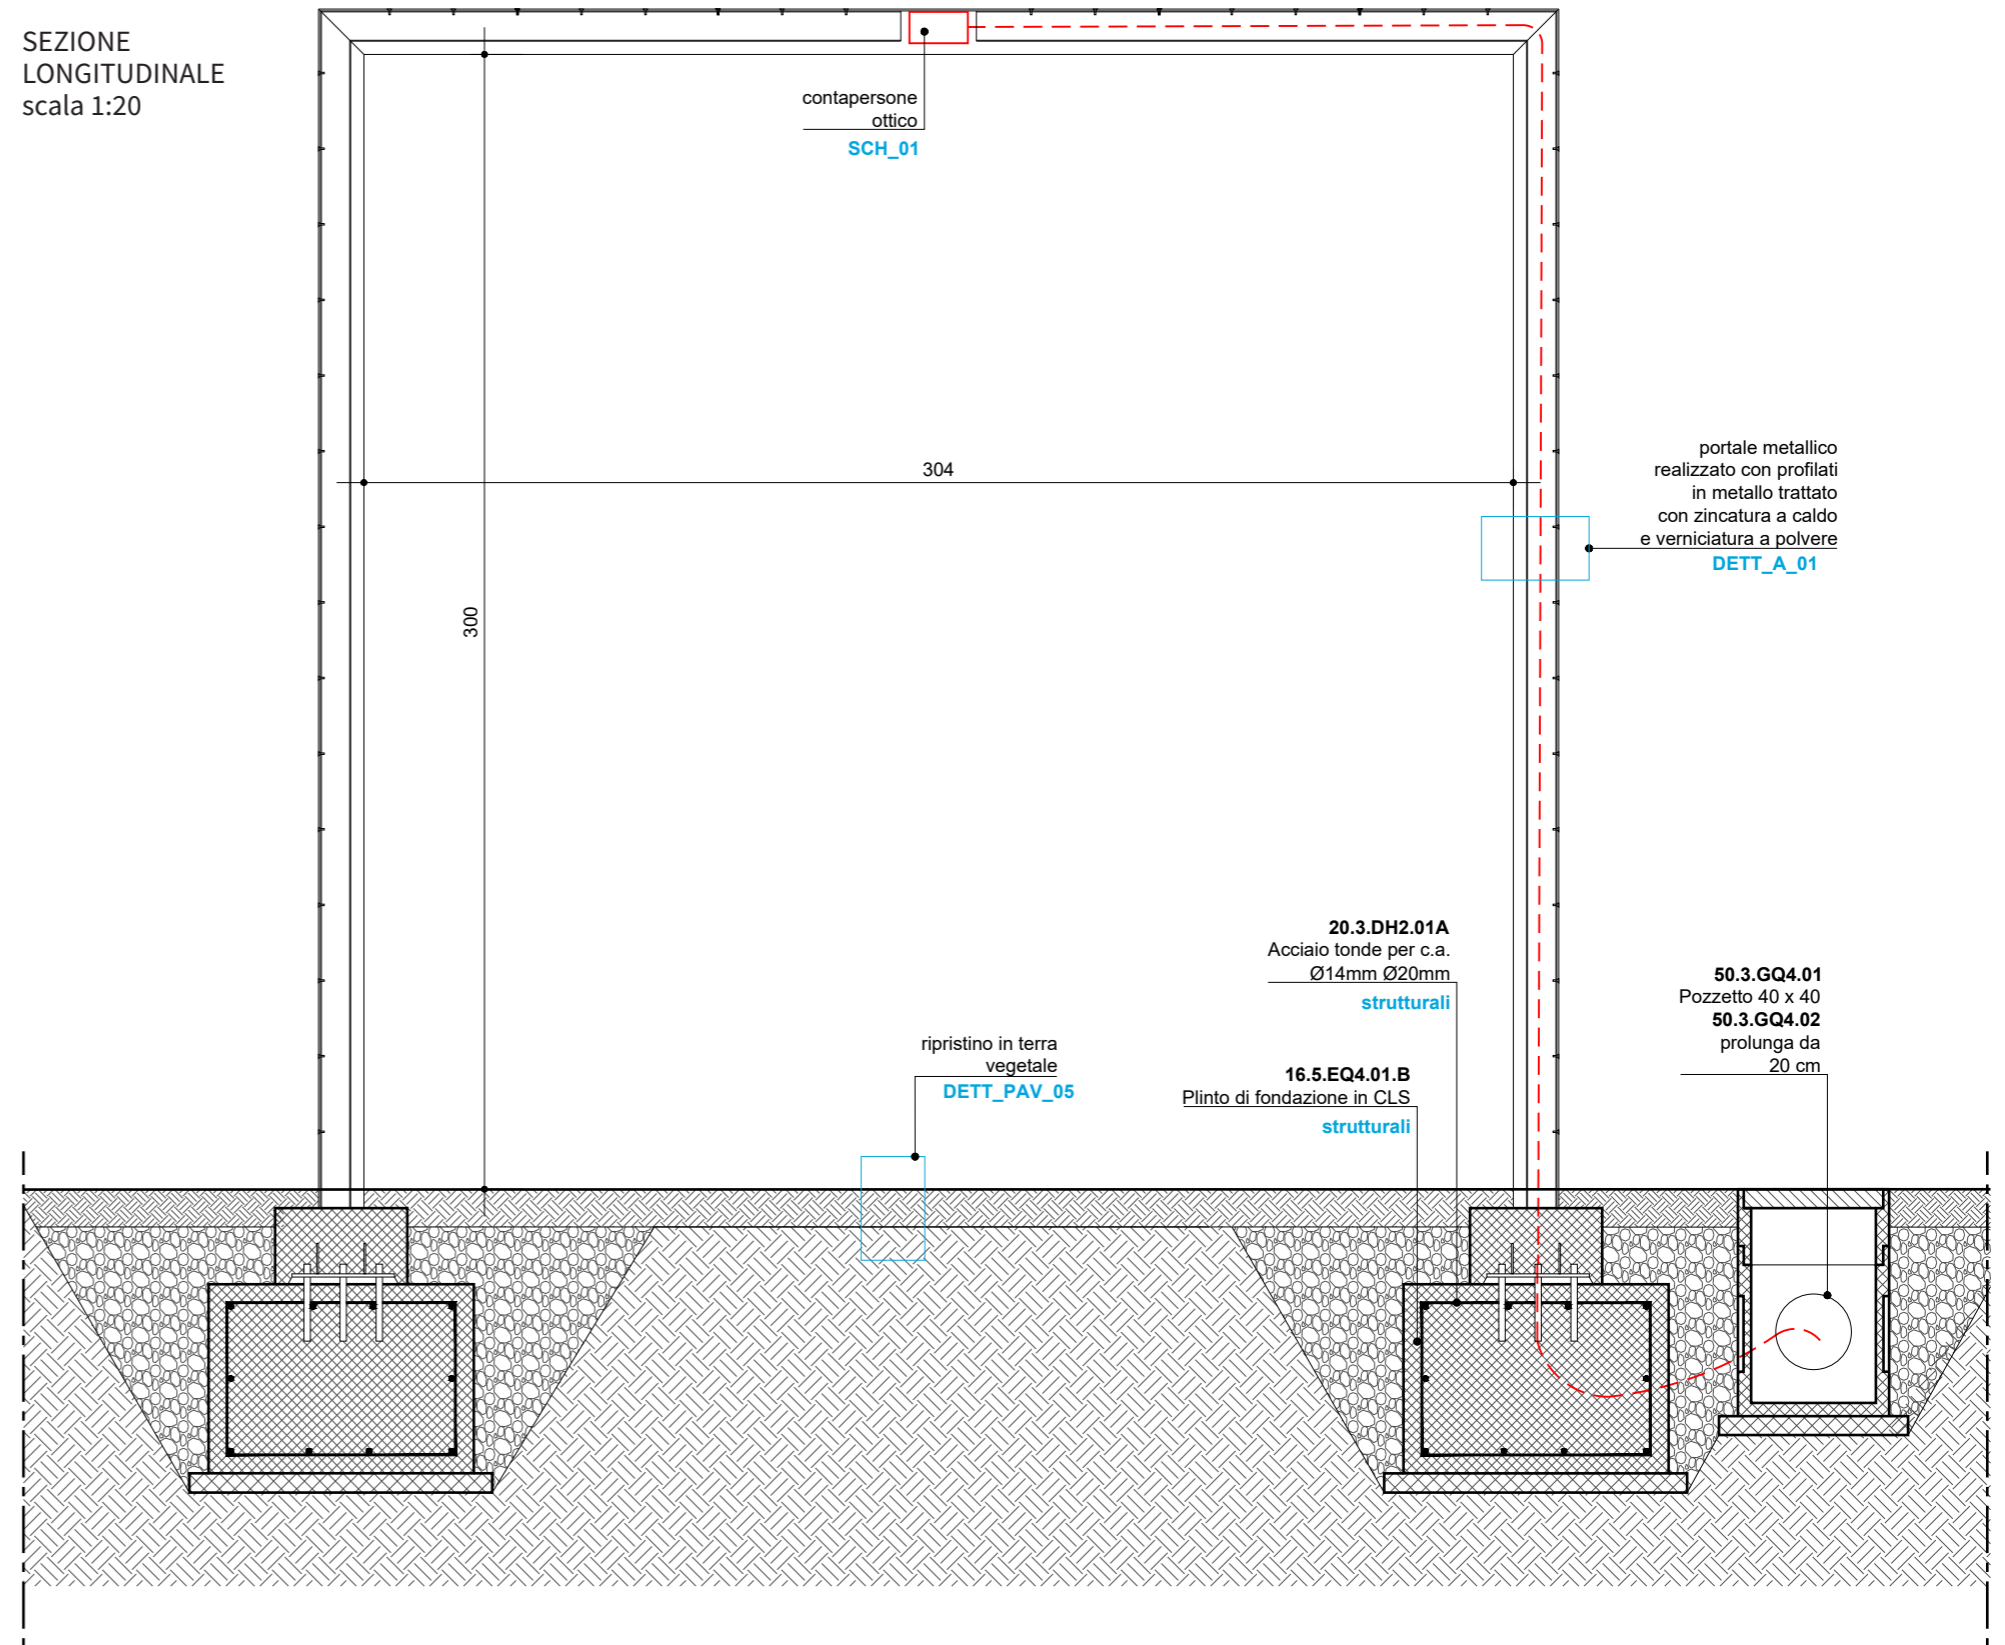 SEZIONE
LONGITUDINALE
scala 1:20
contapersone
ottico
SCH_01
304
300
portale metallico
realizzato con profilati
in metallo trattato
con zincatura a caldo
e verniciatura a polvere
DETT_A_01
20.3.DH2.01A
Acciaio tonde per c.a.
Ø14mm Ø20mm
strutturali
50.3.GQ4.01
Pozzetto 40 x 40
50.3.GQ4.02
prolunga da
20 cm
ripristino in terra
vegetale
DETT_PAV_05
16.5.EQ4.01.B
Plinto di fondazione in CLS
strutturali